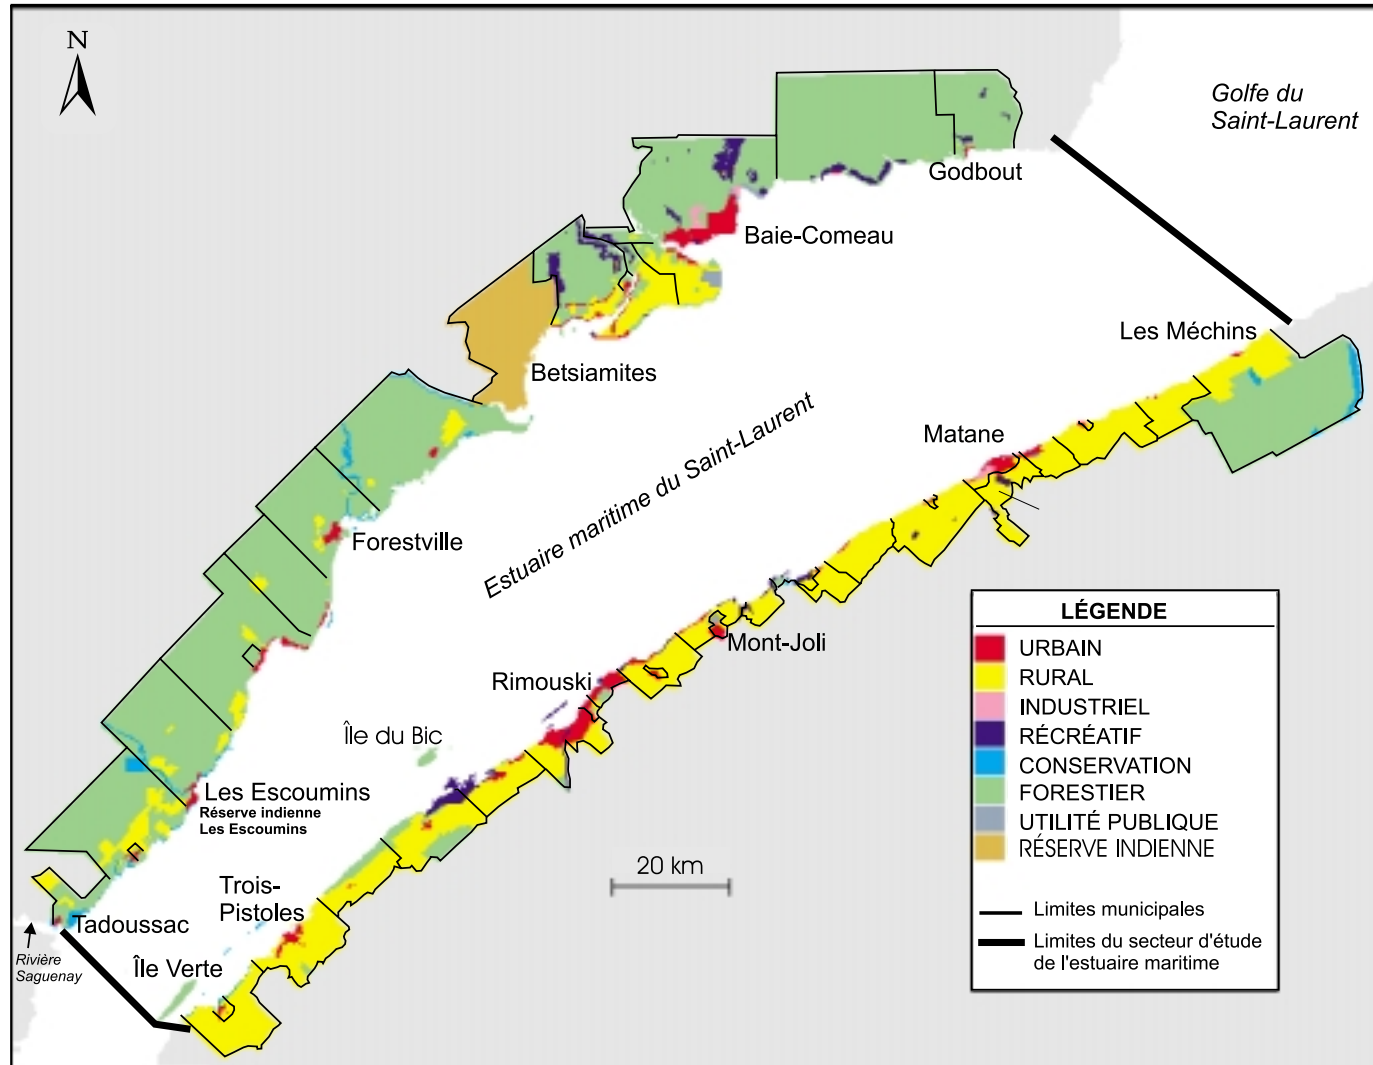 N
Golfe du
Saint-Laurent
Godbout
Baie-Comeau
Les Méchins
Betsiamites
Estuaire maritime du Saint-Laurent
Matane
Forestville
Mont-Joli
Rimouski
Île du Bic
Les Escoumins
Réserve indienne
Les Escoumins
20 km
Trois-
Pistoles
Tadoussac
Île Verte
Rivière
Saguenay
LÉGENDE
URBAIN
RURAL
INDUSTRIEL
RÉCRÉATIF
CONSERVATION
FORESTIER
UTILITÉ PUBLIQUE
RÉSERVE INDIENNE
Limites municipales
Limites du secteur d'étude
de l'estuaire maritime